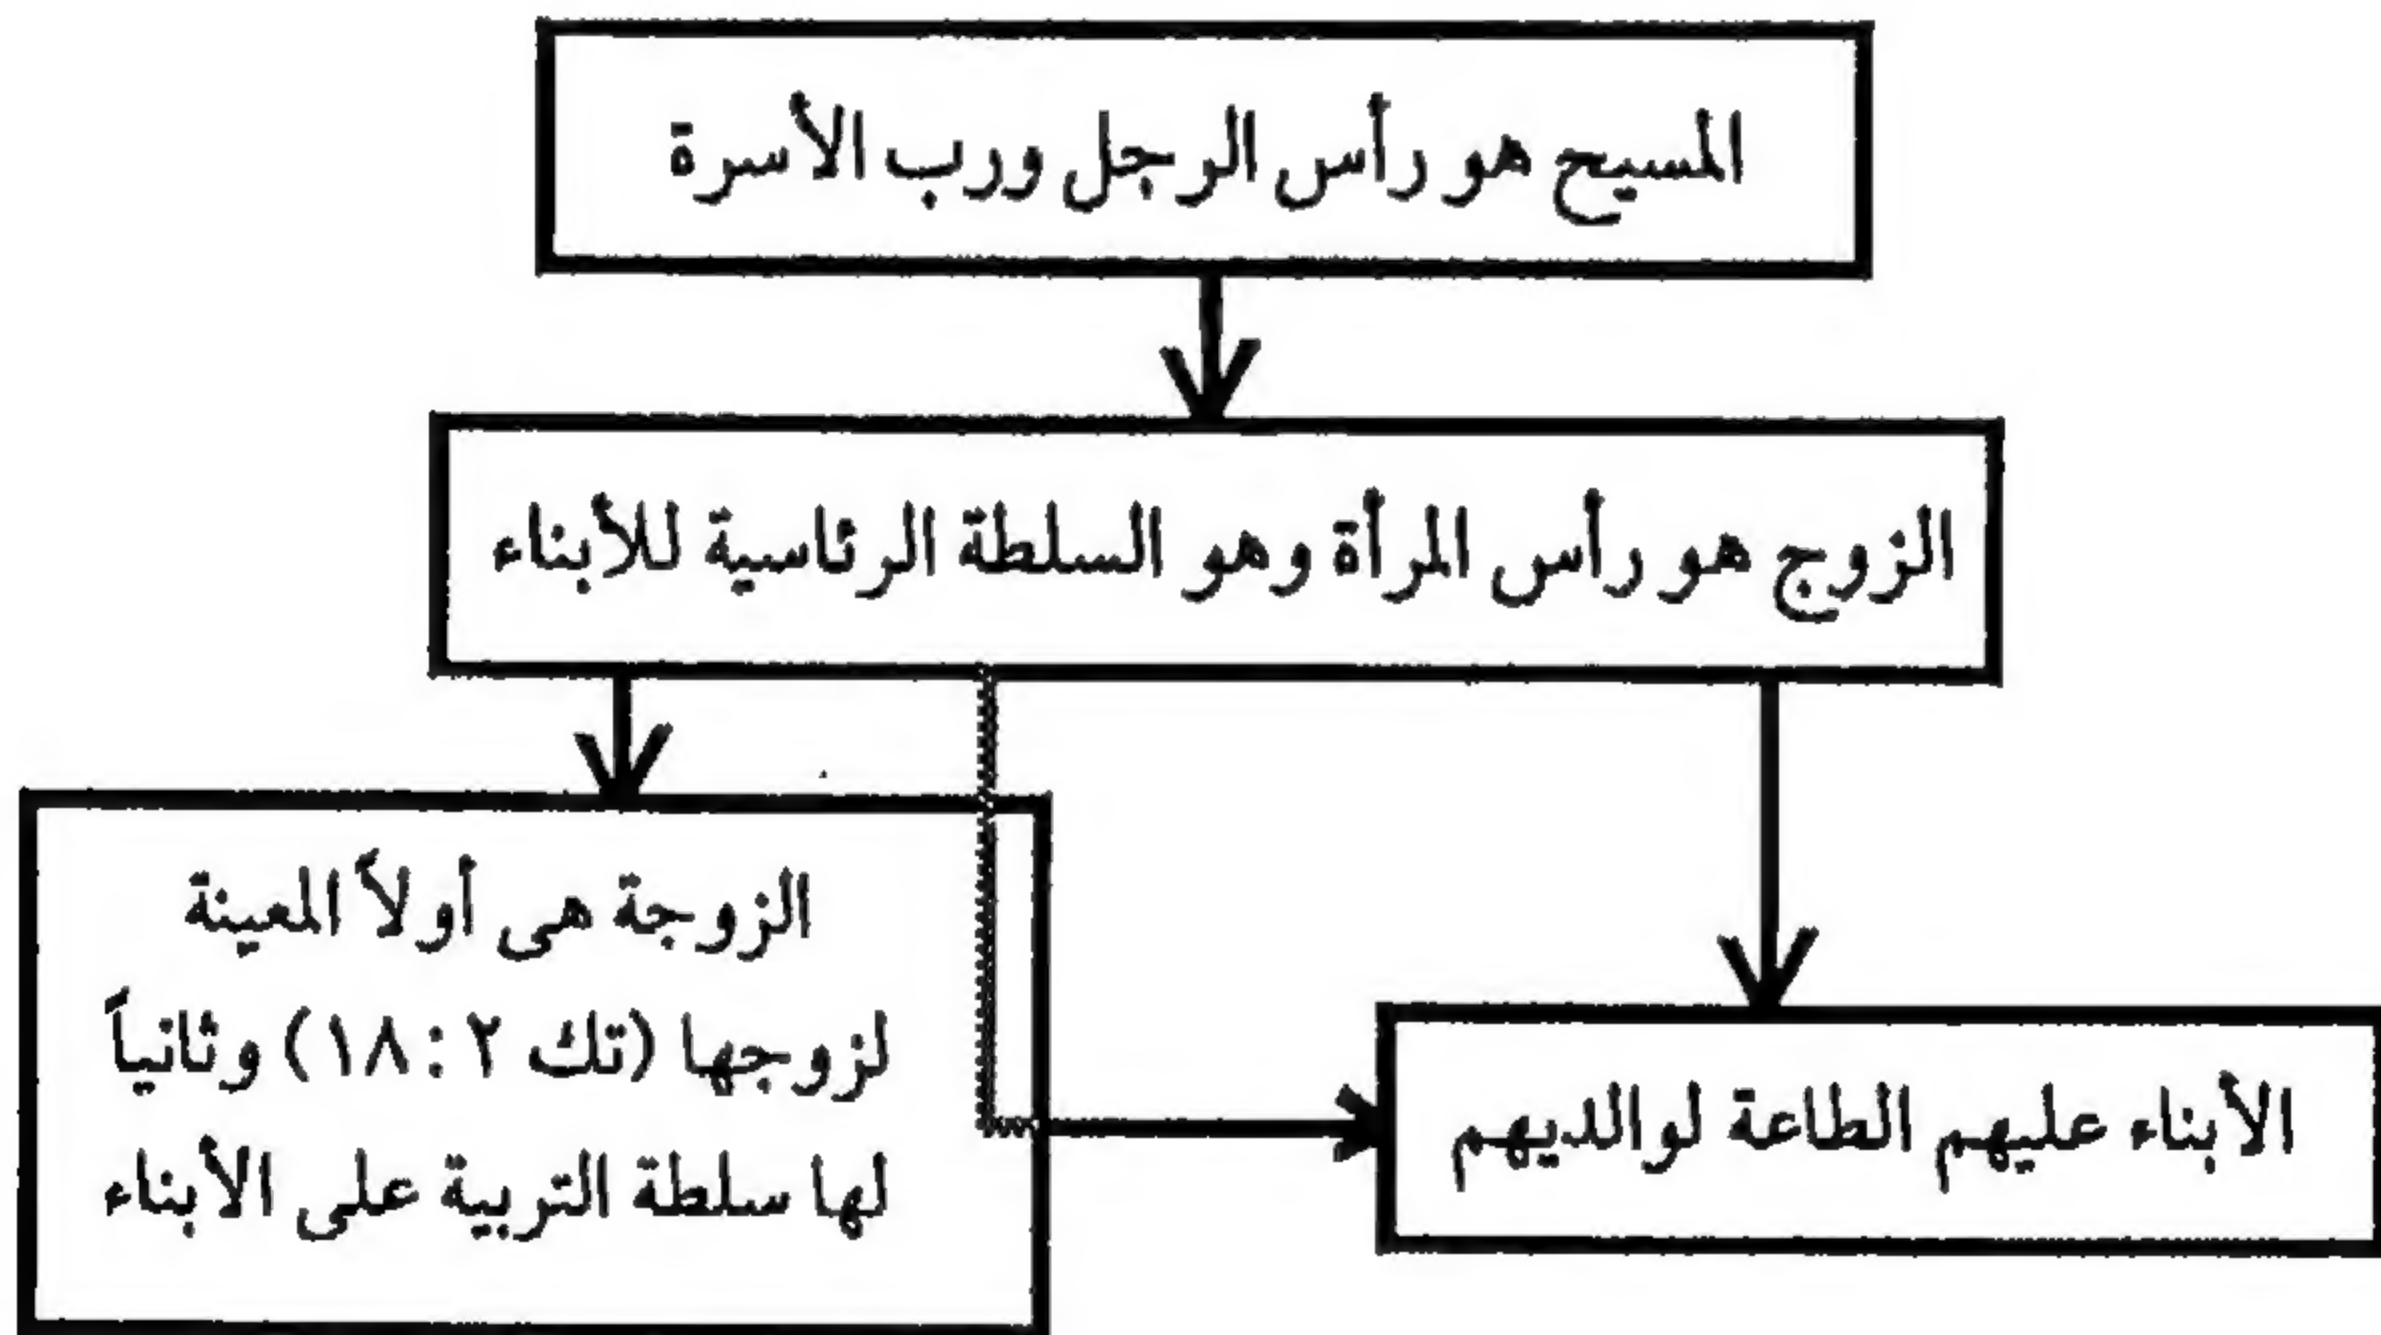 المسيح هو رأس الرجل ورب الأسرة
الزوج هو رأس المرأة وهو السلطة الرئاسية للأبناء
الزوجة هى أولاً المعينة
لزوجها (تك ٢ : ١٨) وثانياً
لها سلطة التربية على الأبناء
الأبناء عليهم الطاعة لوالديهم